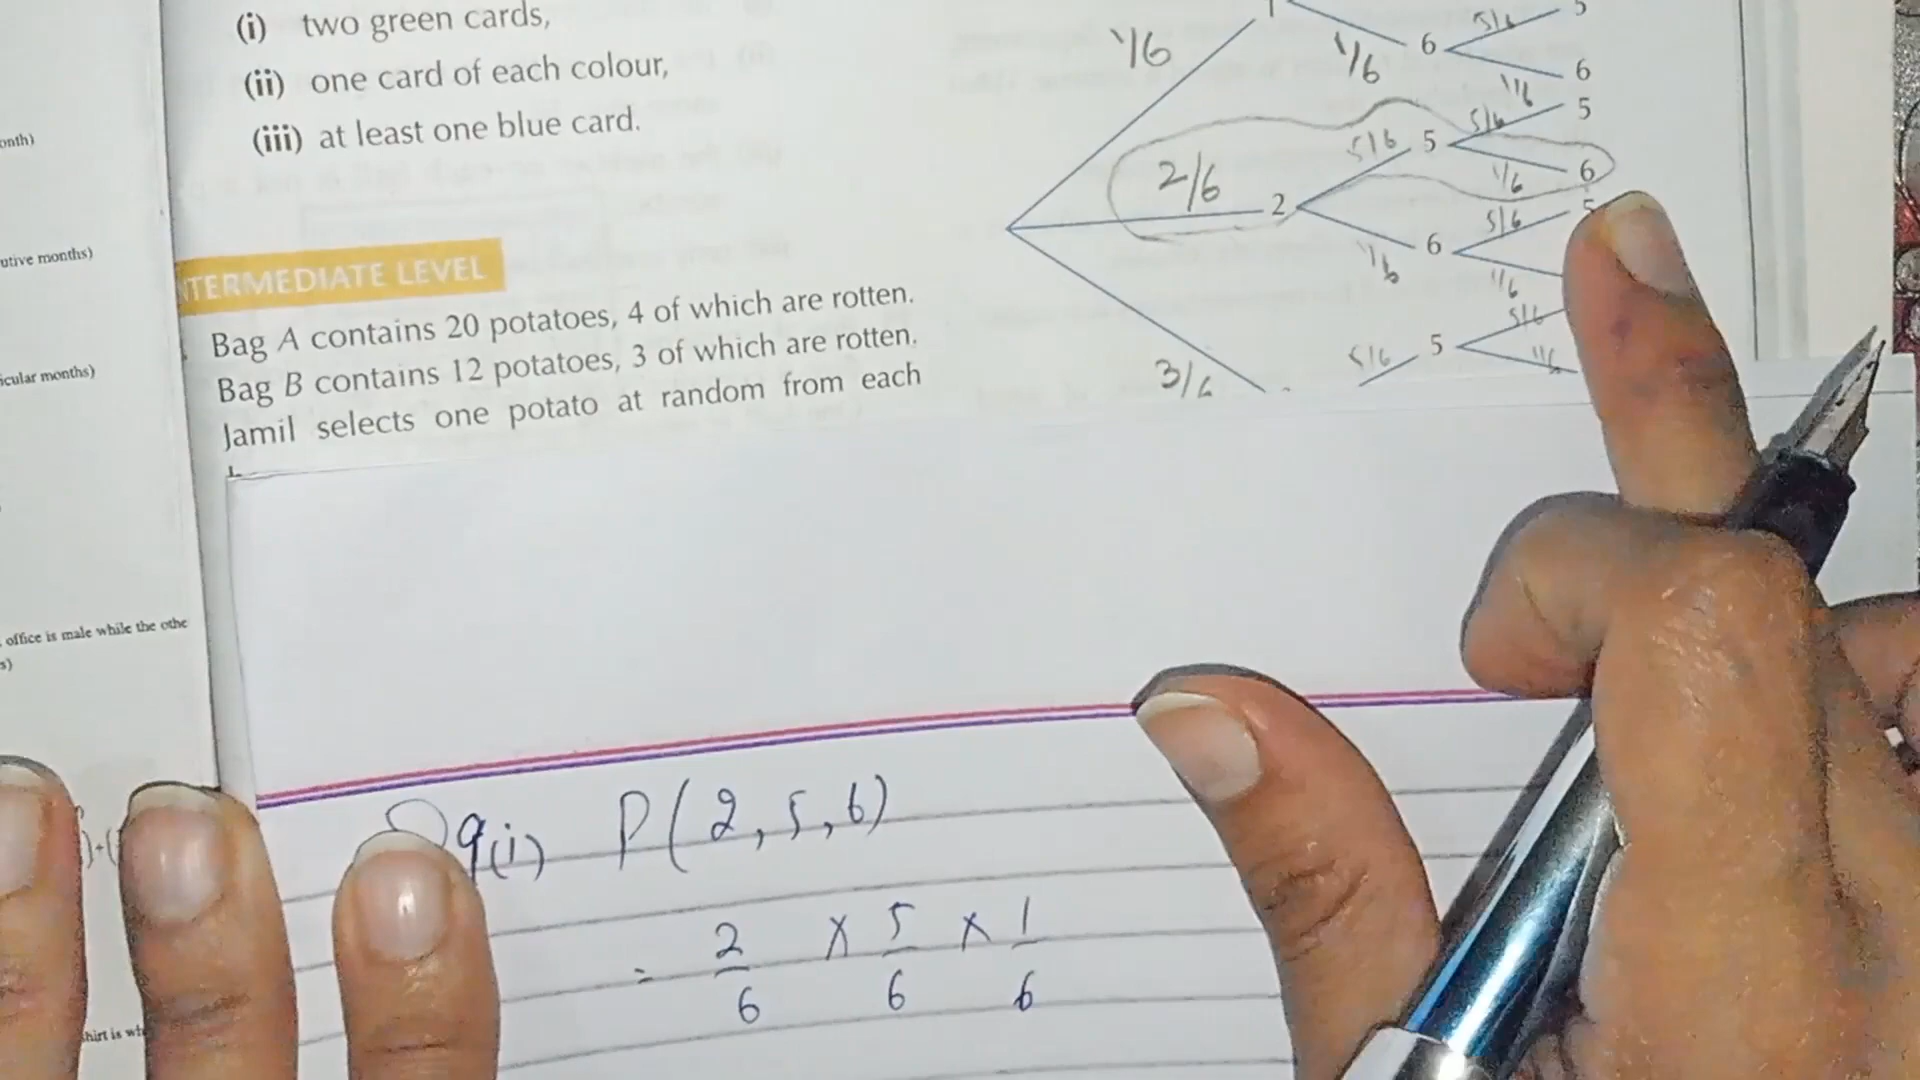 (i) two green cards,
(ii) one card of each colour,
(iii) at least one blue card.
onth)
utive months)
icular months)
office is male while the othe
s)
TERMEDIATE LEVEL
Bag A contains 20 potatoes, 4 of which are rotten.
Bag B contains 12 potatoes, 3 of which are rotten.
Jamil selects one potato at random from each
1/6
1/6 6 5/6 5
1/6 6
2/6 2 5/6 5 5/6 5
1/6 6
1/6 6 5/6 5
1/6
3/6 5/6 5 5/6
1/6
9(i) P(2,5,6)
= 2/6 × 5/6 × 1/6